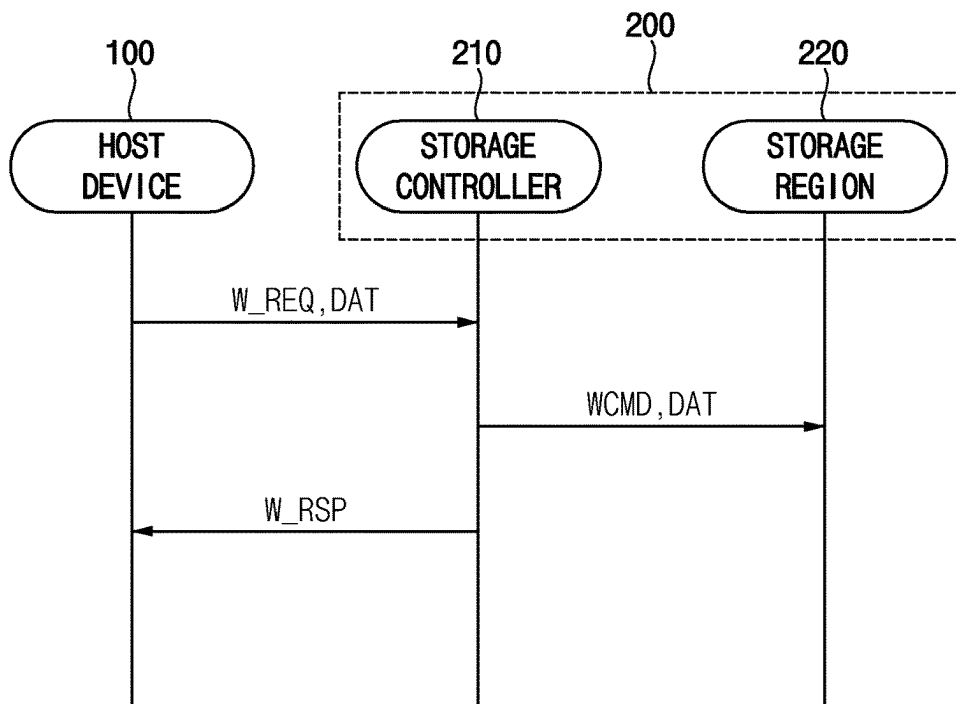 200
100
210
220
HOST
DEVICE
STORAGE
CONTROLLER
STORAGE
REGION
W_REQ,DAT
WCMD,DAT
W_RSP